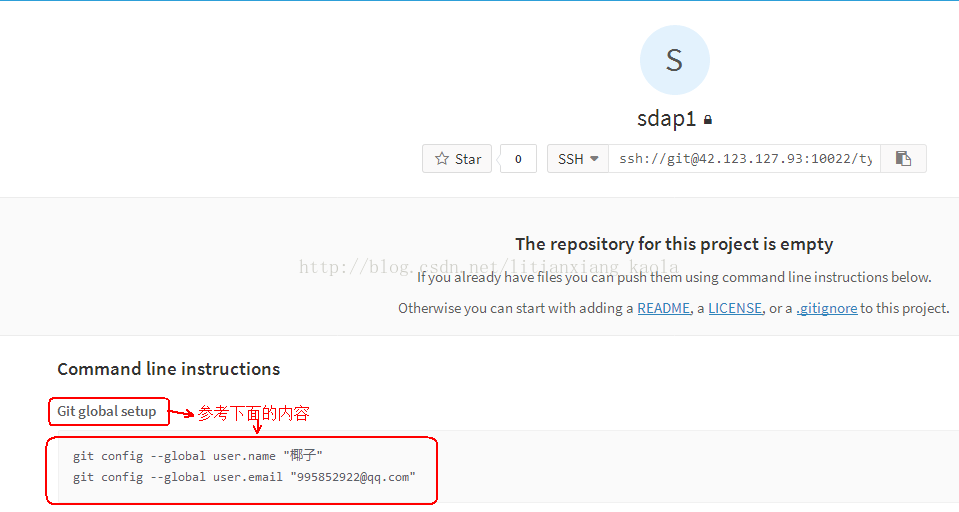 S
sdap1
Star 0 SSH ssh://git@42.123.127.93:10022/ty
The repository for this project is empty
http://blog.csdn.net/litianxiang_kaola
If you already have files you can push them using command line instructions below.
Otherwise you can start with adding a README, a LICENSE, or a .gitignore to this project.
Command line instructions
Git global setup 参考下面的内容
git config --global user.name "椰子"
git config --global user.email "995852922@qq.com"